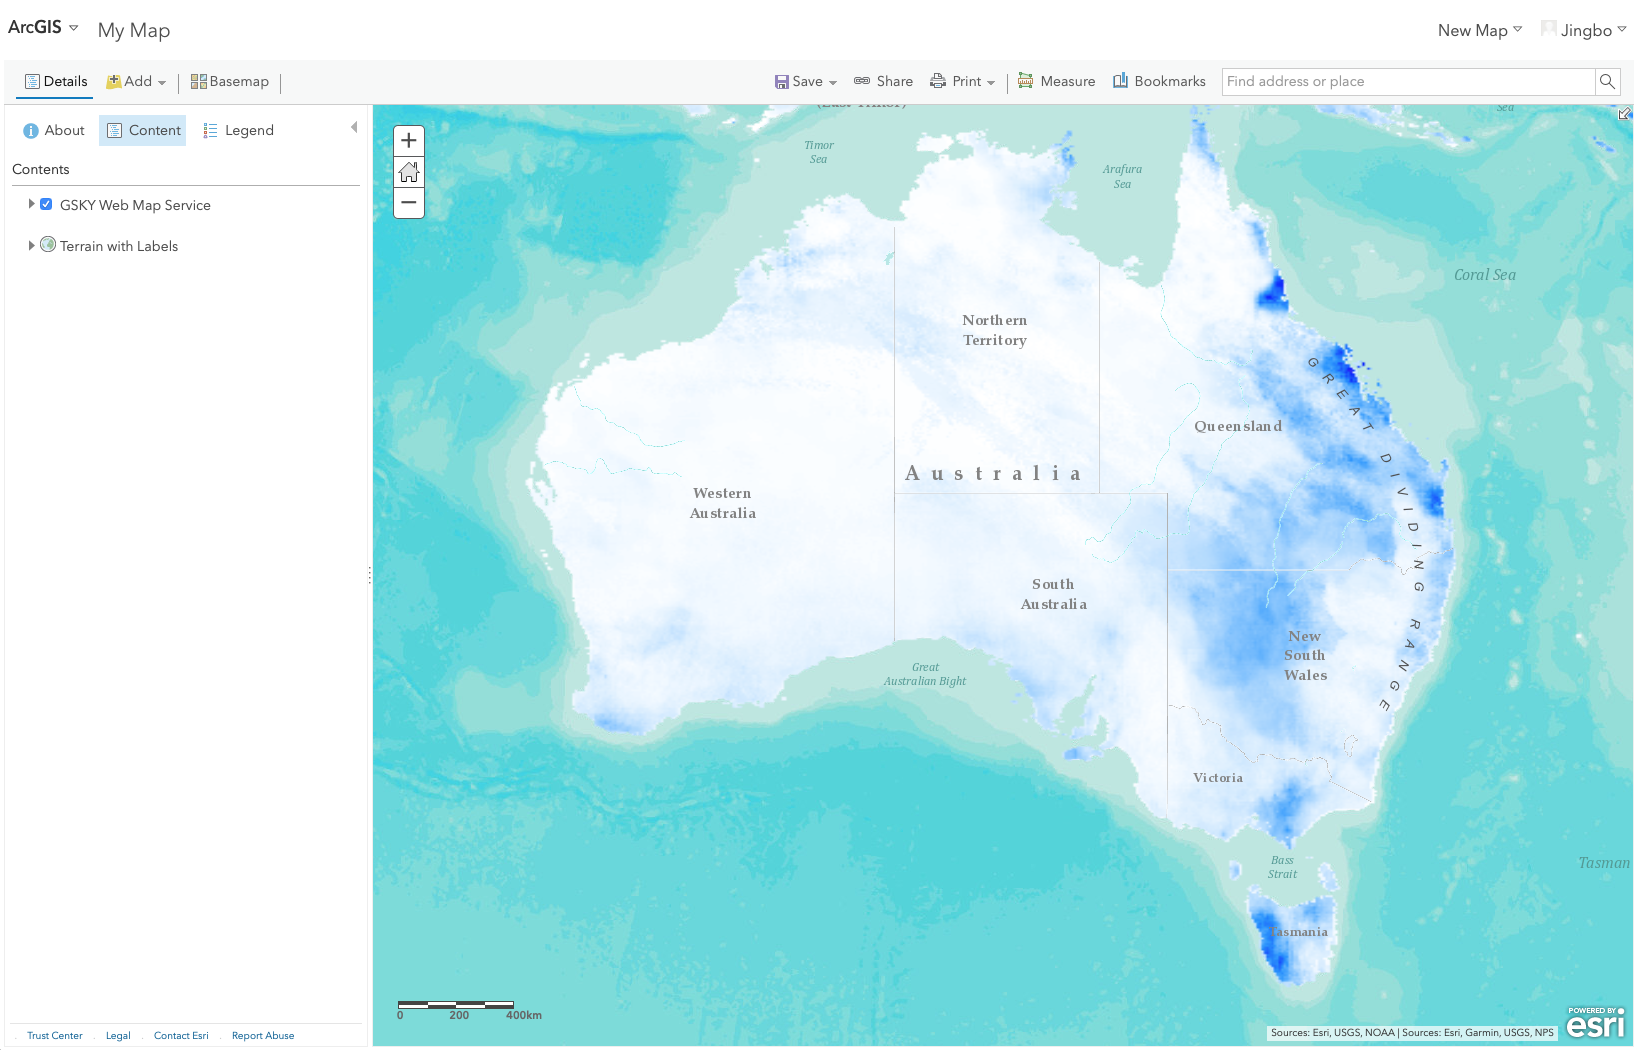 ArcGIS My Map New Map Jingbo
Details Add Basemap Save Share Print Measure Bookmarks Find address or place
About Content Legend
Contents
GSKY Web Map Service
Terrain with Labels
(East Timor)
Sea
Timor
Sea
Arafura
Sea
Coral Sea
Northern
Territory
GREAT DIVIDING RANGE
Queensland
Australia
Western
Australia
South
Australia
New
South
Wales
Great
Australian Bight
Victoria
Bass
Strait
Tasman
Tasmania
0 200 400km
Trust Center Legal Contact Esri Report Abuse
Sources: Esri, USGS, NOAA | Sources: Esri, Garmin, USGS, NPS
POWERED BY
esri